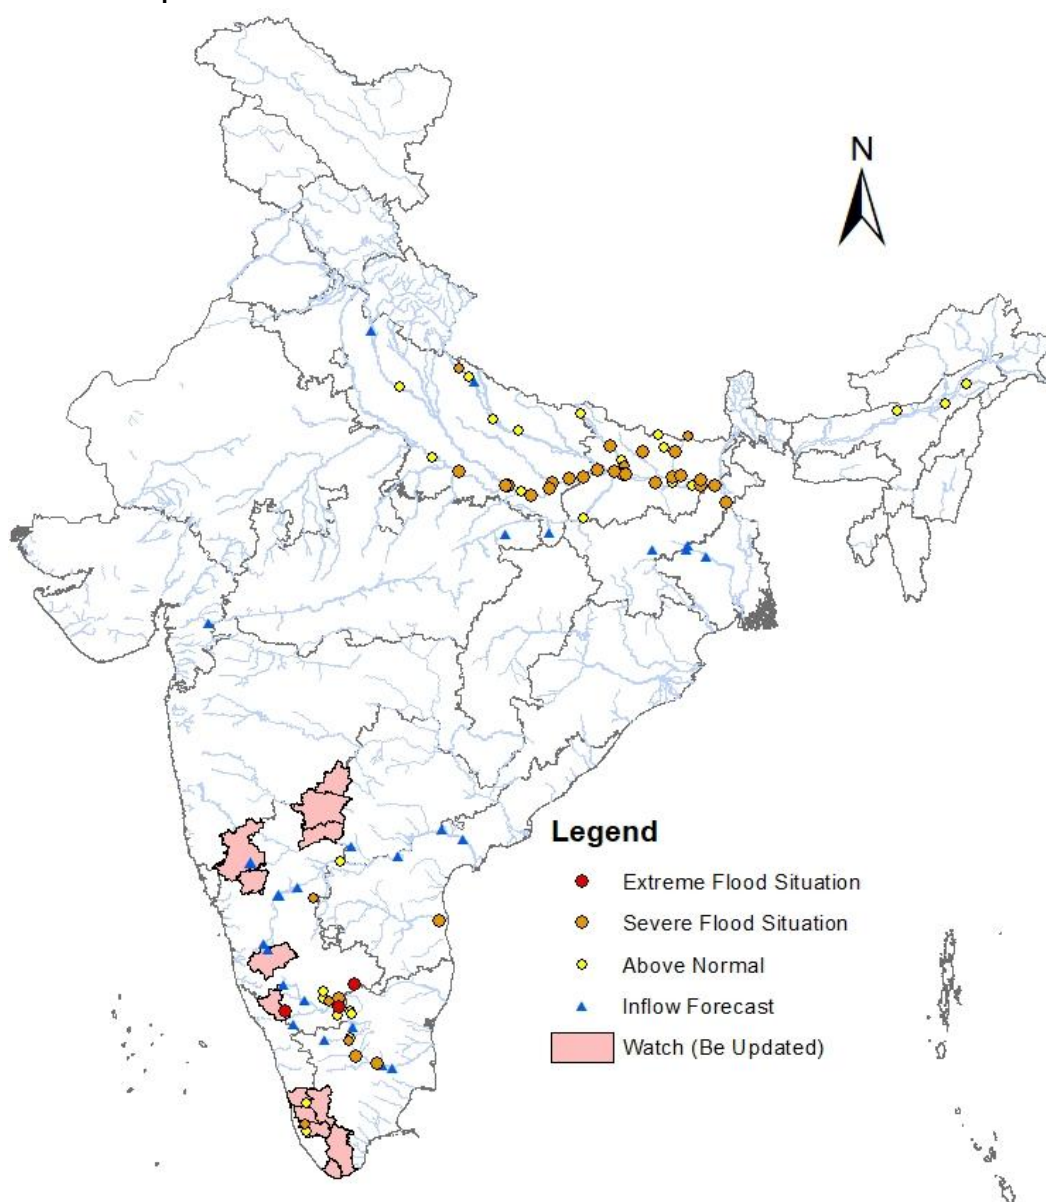 N
Legend
Extreme Flood Situation
Severe Flood Situation
Above Normal
Inflow Forecast
Watch (Be Updated)